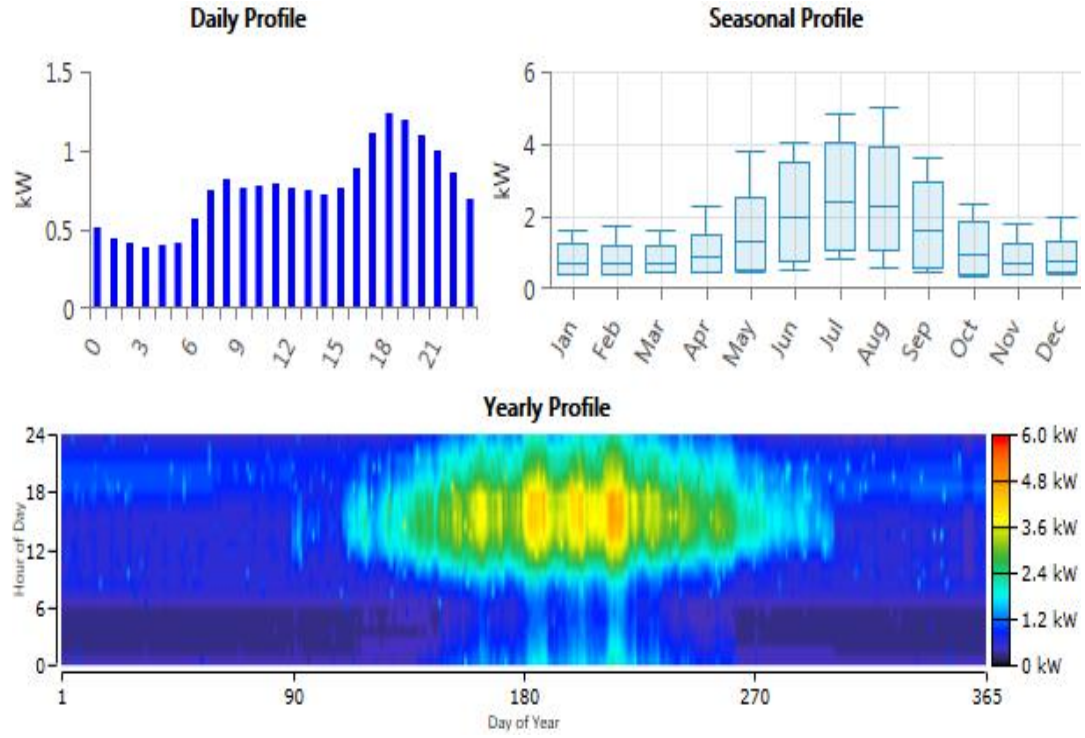 Daily Profile
1.5
1
0.5
0
kW
0 3 6 9 12 15 18 21
Seasonal Profile
6
4
2
0
kW
Jan Feb Mar Apr May Jun Jul Aug Sep Oct Nov Dec
Yearly Profile
24
18
12
6
0
Hour of Day
1 90 180 270 365
Day of Year
6.0 kW
4.8 kW
3.6 kW
2.4 kW
1.2 kW
0 kW